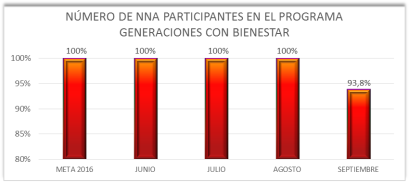 NÚMERO DE NNA PARTICIPANTES EN EL PROGRAMA
GENERACIONES CON BIENESTAR
100% 100% 100% 100%
93,8%
100%
95%
90%
85%
80%
META 2016 JUNIO JULIO AGOSTO SEPTIEMBRE